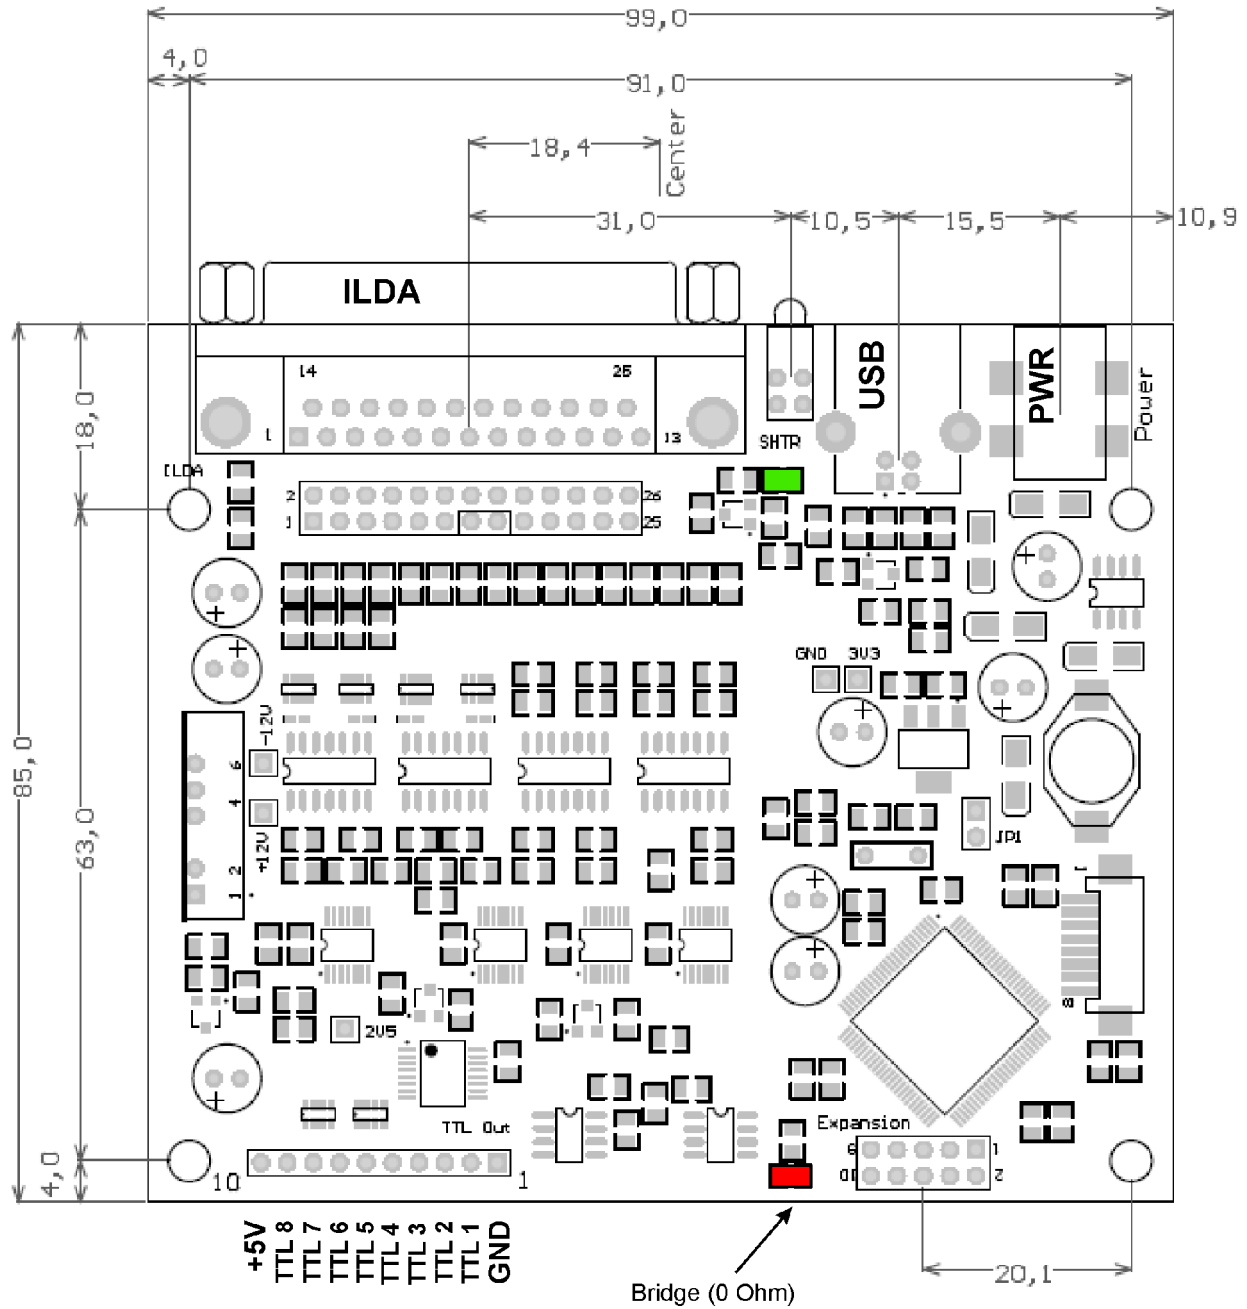 99,0
4,0
91,0
18,4
Center
31,0
10,5
15,5
10,9
ILDA
USB
PWR
Power
14
25
1
13
SHTR
18,0
ILDA
2
26
1
25
GND
3V3
-12V
6
4
+12V
2
1
85,0
63,0
JP1
1
8
2V5
TTL Out
Expansion
9
1
10
2
4,0
10
1
+5V
TTL 8
TTL 7
TTL 6
TTL 5
TTL 4
TTL 3
TTL 2
TTL 1
GND
20,1
Bridge (0 Ohm)